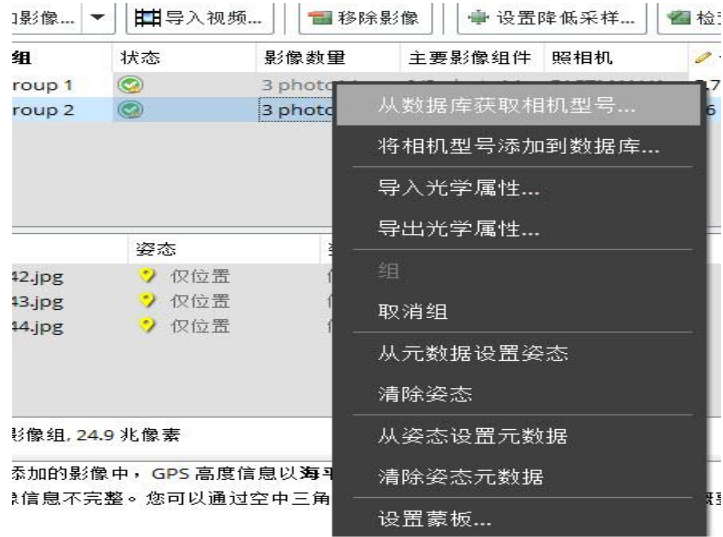 影像... 导入视频... 移除影像 设置降低采样...
组 状态 影像数量 主要影像组件 照相机
roup 1 3 photo
roup 2 3 photo
从数据库获取相机型号...
将相机型号添加到数据库...
导入光学属性...
导出光学属性...
组
取消组
从元数据设置姿态
清除姿态
从姿态设置元数据
清除姿态元数据
设置蒙板...
姿态
42.jpg 仅位置
43.jpg 仅位置
44.jpg 仅位置
影像组, 24.9 兆像素
添加的影像中，GPS 高度信息以海平
像信息不完整。您可以通过空中三角